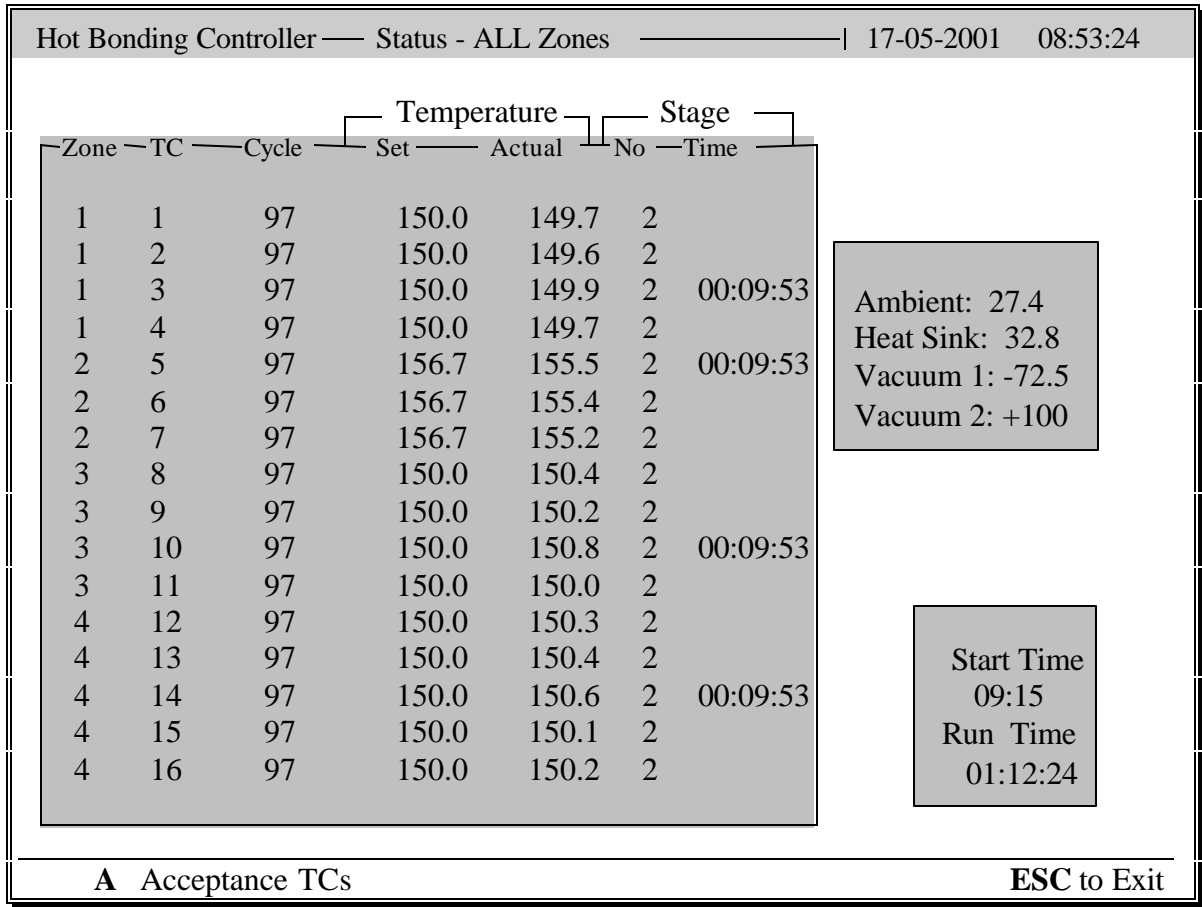 Hot Bonding Controller Status - ALL Zones 17-05-2001 08:53:24
Temperature Stage
Zone TC Cycle Set Actual No Time
1 1 97 150.0 149.7 2
1 2 97 150.0 149.6 2
1 3 97 150.0 149.9 2 00:09:53
1 4 97 150.0 149.7 2
2 5 97 156.7 155.5 2 00:09:53
2 6 97 156.7 155.4 2
2 7 97 156.7 155.2 2
3 8 97 150.0 150.4 2
3 9 97 150.0 150.2 2
3 10 97 150.0 150.8 2 00:09:53
3 11 97 150.0 150.0 2
4 12 97 150.0 150.3 2
4 13 97 150.0 150.4 2
4 14 97 150.0 150.6 2 00:09:53
4 15 97 150.0 150.1 2
4 16 97 150.0 150.2 2
Ambient: 27.4
Heat Sink: 32.8
Vacuum 1: -72.5
Vacuum 2: +100
Start Time
09:15
Run Time
01:12:24
A Acceptance TCs ESC to Exit